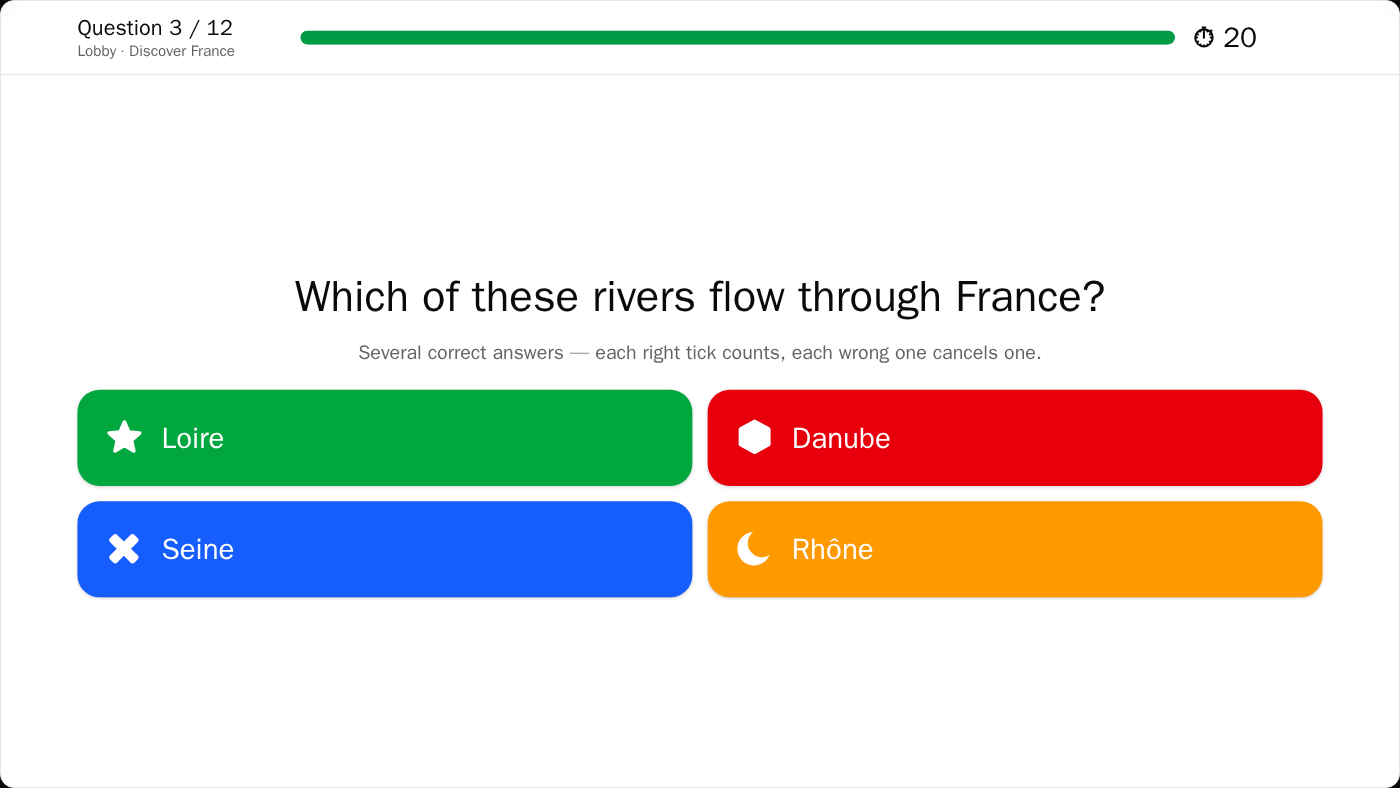 Question 3 / 12
Lobby · Discover France
20
Which of these rivers flow through France?
Several correct answers — each right tick counts, each wrong one cancels one.
Loire
Danube
Seine
Rhône